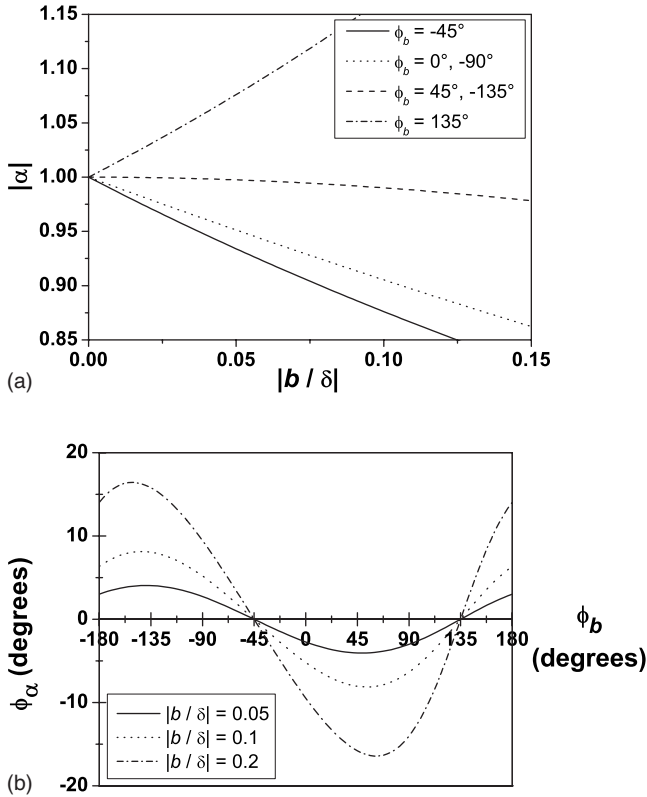 1.15
1.10
1.05
1.00
0.95
0.90
0.85
|α|
ϕb = -45°
ϕb = 0°, -90°
ϕb = 45°, -135°
ϕb = 135°
0.00 0.05 0.10 0.15
|b / δ|
(a)
20
10
0
-10
-20
ϕα (degrees)
-180 -135 -90 -45 0 45 90 135 180
ϕb
(degrees)
|b / δ| = 0.05
|b / δ| = 0.1
|b / δ| = 0.2
(b)